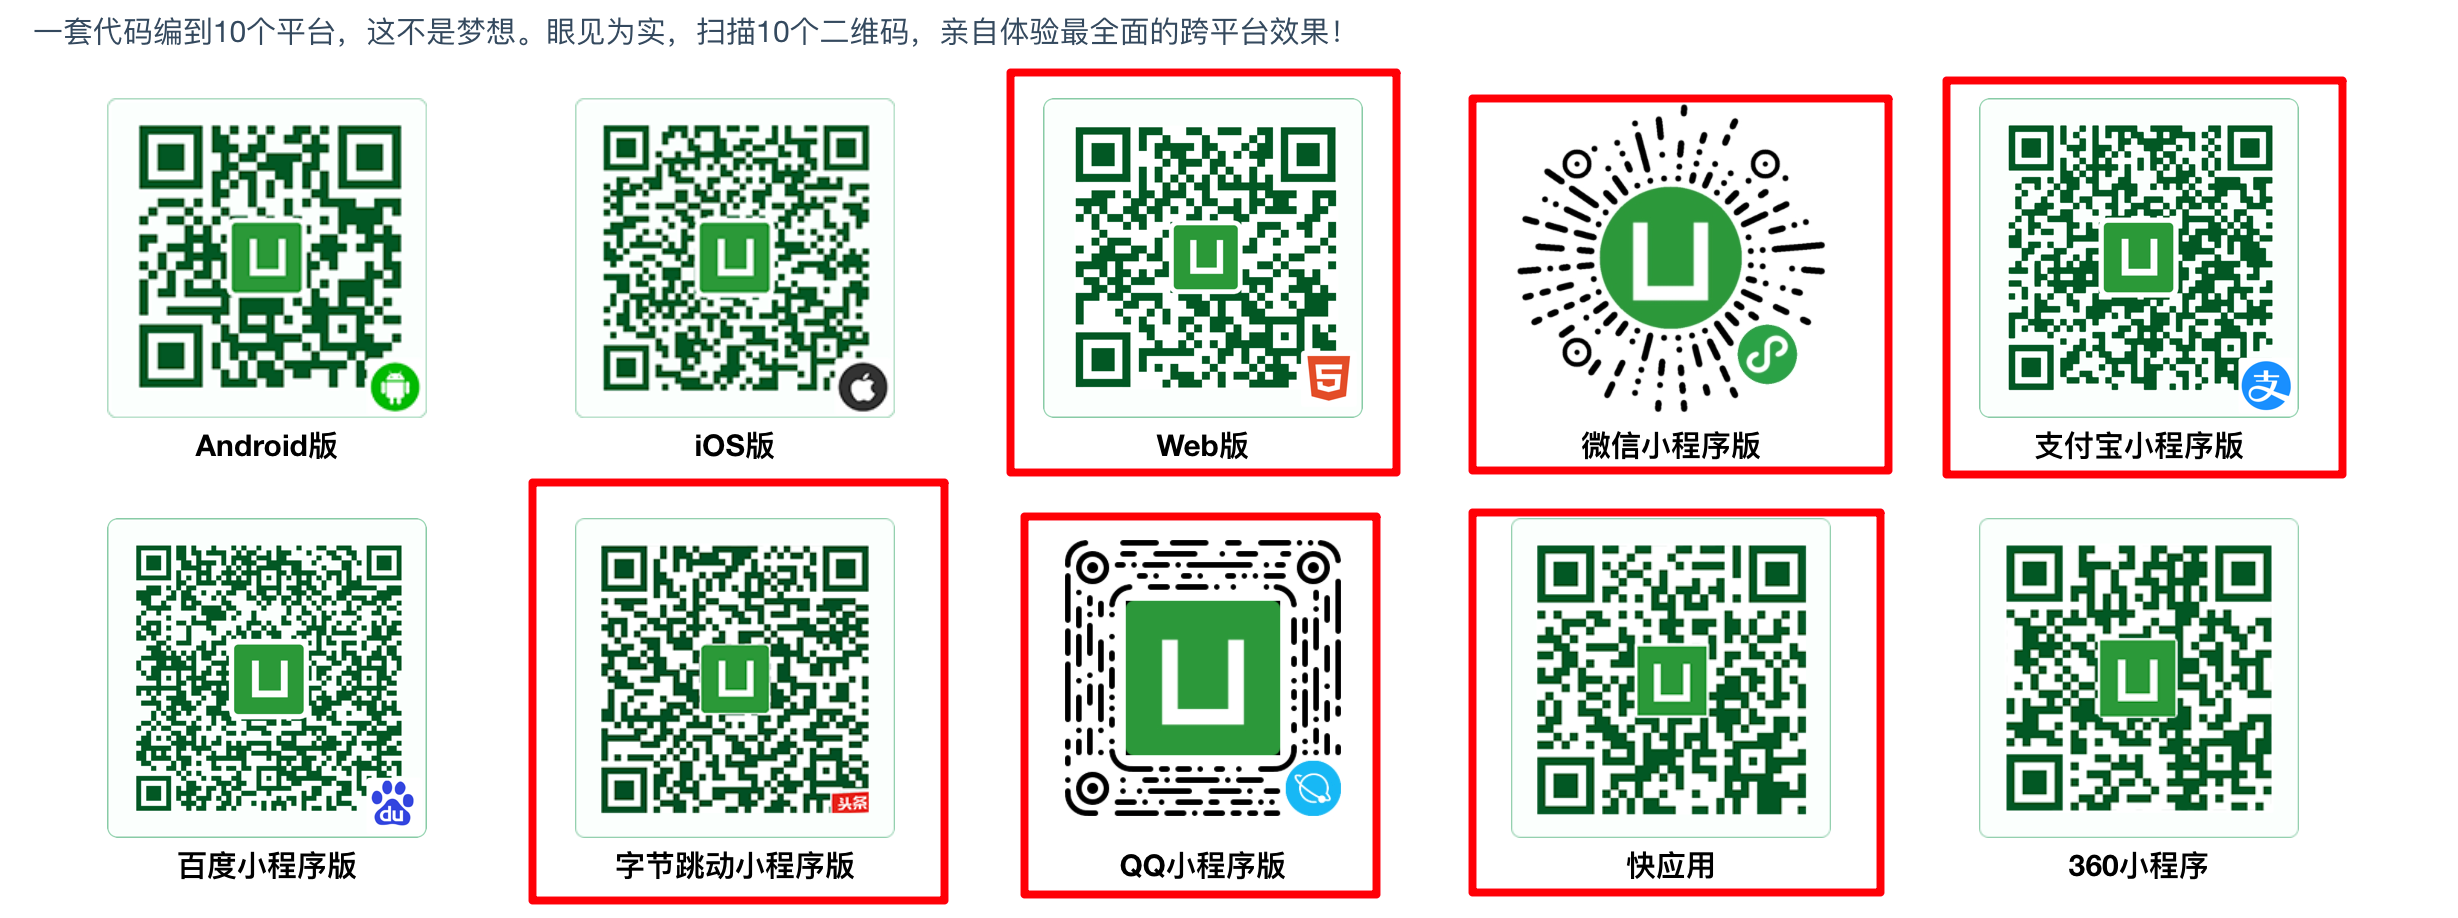 一套代码编到10个平台，这不是梦想。眼见为实，扫描10个二维码，亲自体验最全面的跨平台效果！
Android版
iOS版
Web版
微信小程序版
支付宝小程序版
支
百度小程序版
du
字节跳动小程序版
头条
QQ小程序版
快应用
360小程序